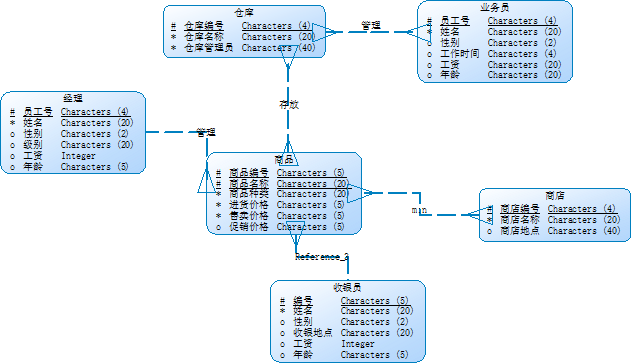 仓库
# 仓库编号 Characters (4)
* 仓库名称 Characters (20)
* 仓库管理员 Characters (40)
管理
业务员
# 员工号 Characters (4)
* 姓名 Characters (20)
o 性别 Characters (2)
o 工作时间 Characters (4)
o 工资 Characters (20)
o 年龄 Characters (20)
存放
经理
# 员工号 Characters (4)
* 姓名 Characters (20)
o 性别 Characters (2)
o 级别 Characters (20)
o 工资 Integer
o 年龄 Characters (5)
管理
商品
# 商品编号 Characters (5)
# 商品名称 Characters (20)
* 商品种类 Characters (20)
* 进货价格 Characters (5)
* 售卖价格 Characters (5)
o 促销价格 Characters (5)
商店
# 商店编号 Characters (4)
* 商店名称 Characters (20)
o 商店地点 Characters (40)
Reference_3
收银员
# 编号 Characters (5)
* 姓名 Characters (20)
o 性别 Characters (2)
o 收银地点 Characters (20)
o 工资 Integer
o 年龄 Characters (5)